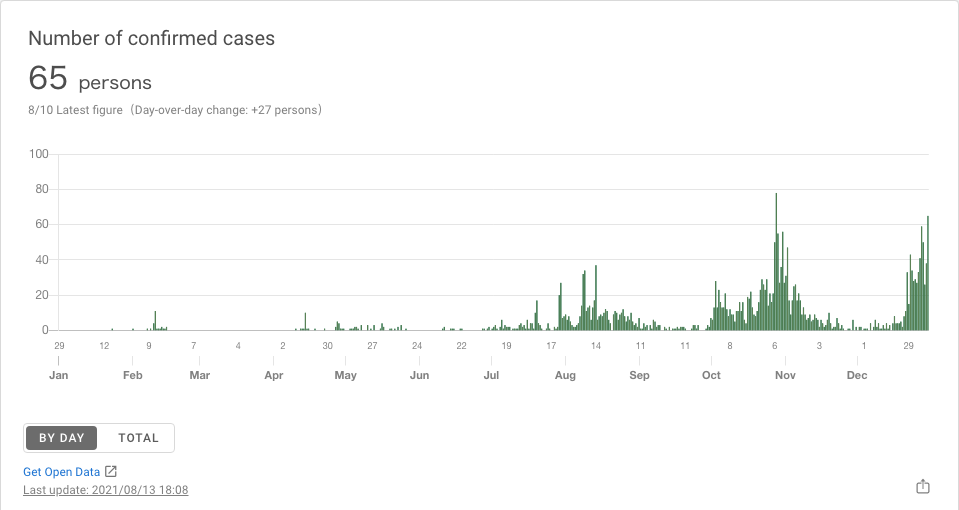 Number of confirmed cases
65 persons
8/10 Latest figure (Day-over-day change: +27 persons)
100
80
60
40
20
0
29 12 9 7 4 2 30 27 24 22 19 17 14 11 11 8 6 3 1 29
Jan Feb Mar Apr May Jun Jul Aug Sep Oct Nov Dec
BY DAY TOTAL
Get Open Data
Last update: 2021/08/13 18:08